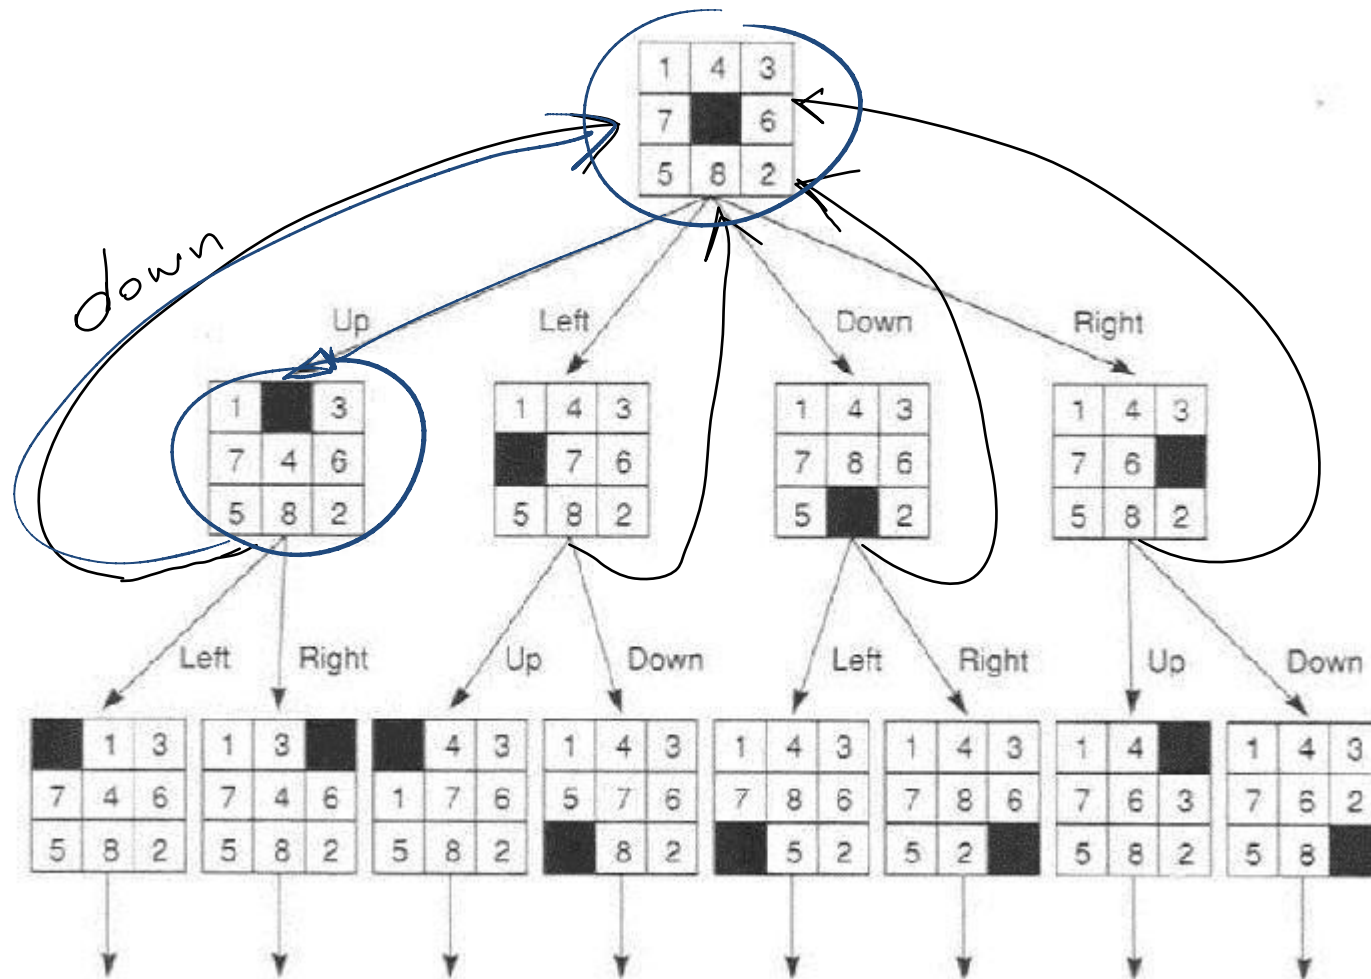 1 4 3
7 6
5 8 2
down
Up Left Down Right
1 3 1 4 3 1 4 3 1 4 3
7 4 6 7 6 7 8 6 7 6
5 8 2 5 8 2 5 2 5 8 2
Left Right Up Down Left Right Up Down
1 3 1 3 4 3 1 4 3 1 4 3 1 4 3 1 4 1 4 3
7 4 6 7 4 6 1 7 6 5 7 6 7 8 6 7 8 6 7 6 3 7 6 2
5 8 2 5 8 2 5 8 2 8 2 5 2 5 2 5 8 2 5 8